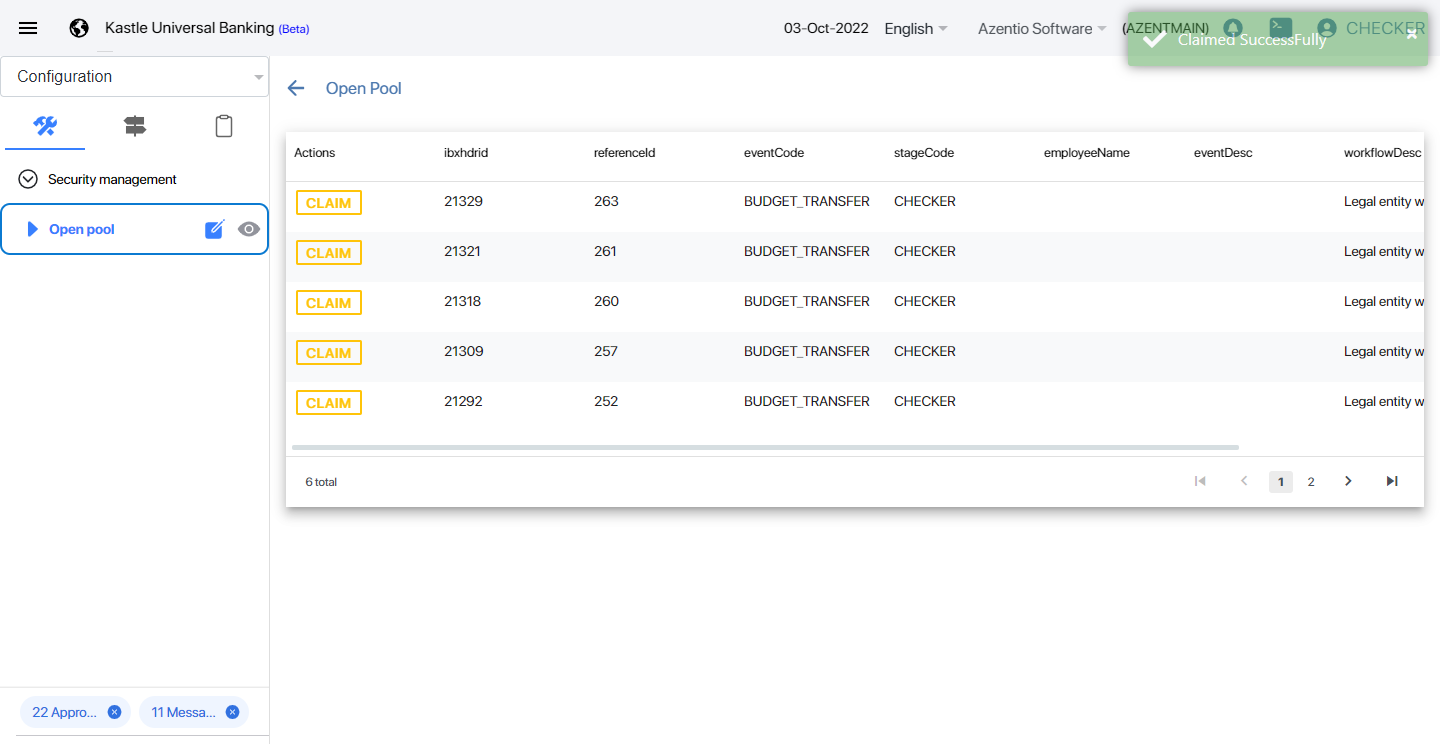 Kastle Universal Banking (Beta) 03-Oct-2022 English Azentio Software (AZENTMAIN) CHECKER
Claimed SuccessFully
Configuration
Security management
Open pool
22 Appro... 11 Messa...
Open Pool
Actions ibxhdrid referenceId eventCode stageCode employeeName eventDesc workflowDesc
CLAIM 21329 263 BUDGET_TRANSFER CHECKER Legal entity w
CLAIM 21321 261 BUDGET_TRANSFER CHECKER Legal entity w
CLAIM 21318 260 BUDGET_TRANSFER CHECKER Legal entity w
CLAIM 21309 257 BUDGET_TRANSFER CHECKER Legal entity w
CLAIM 21292 252 BUDGET_TRANSFER CHECKER Legal entity w
6 total 1 2